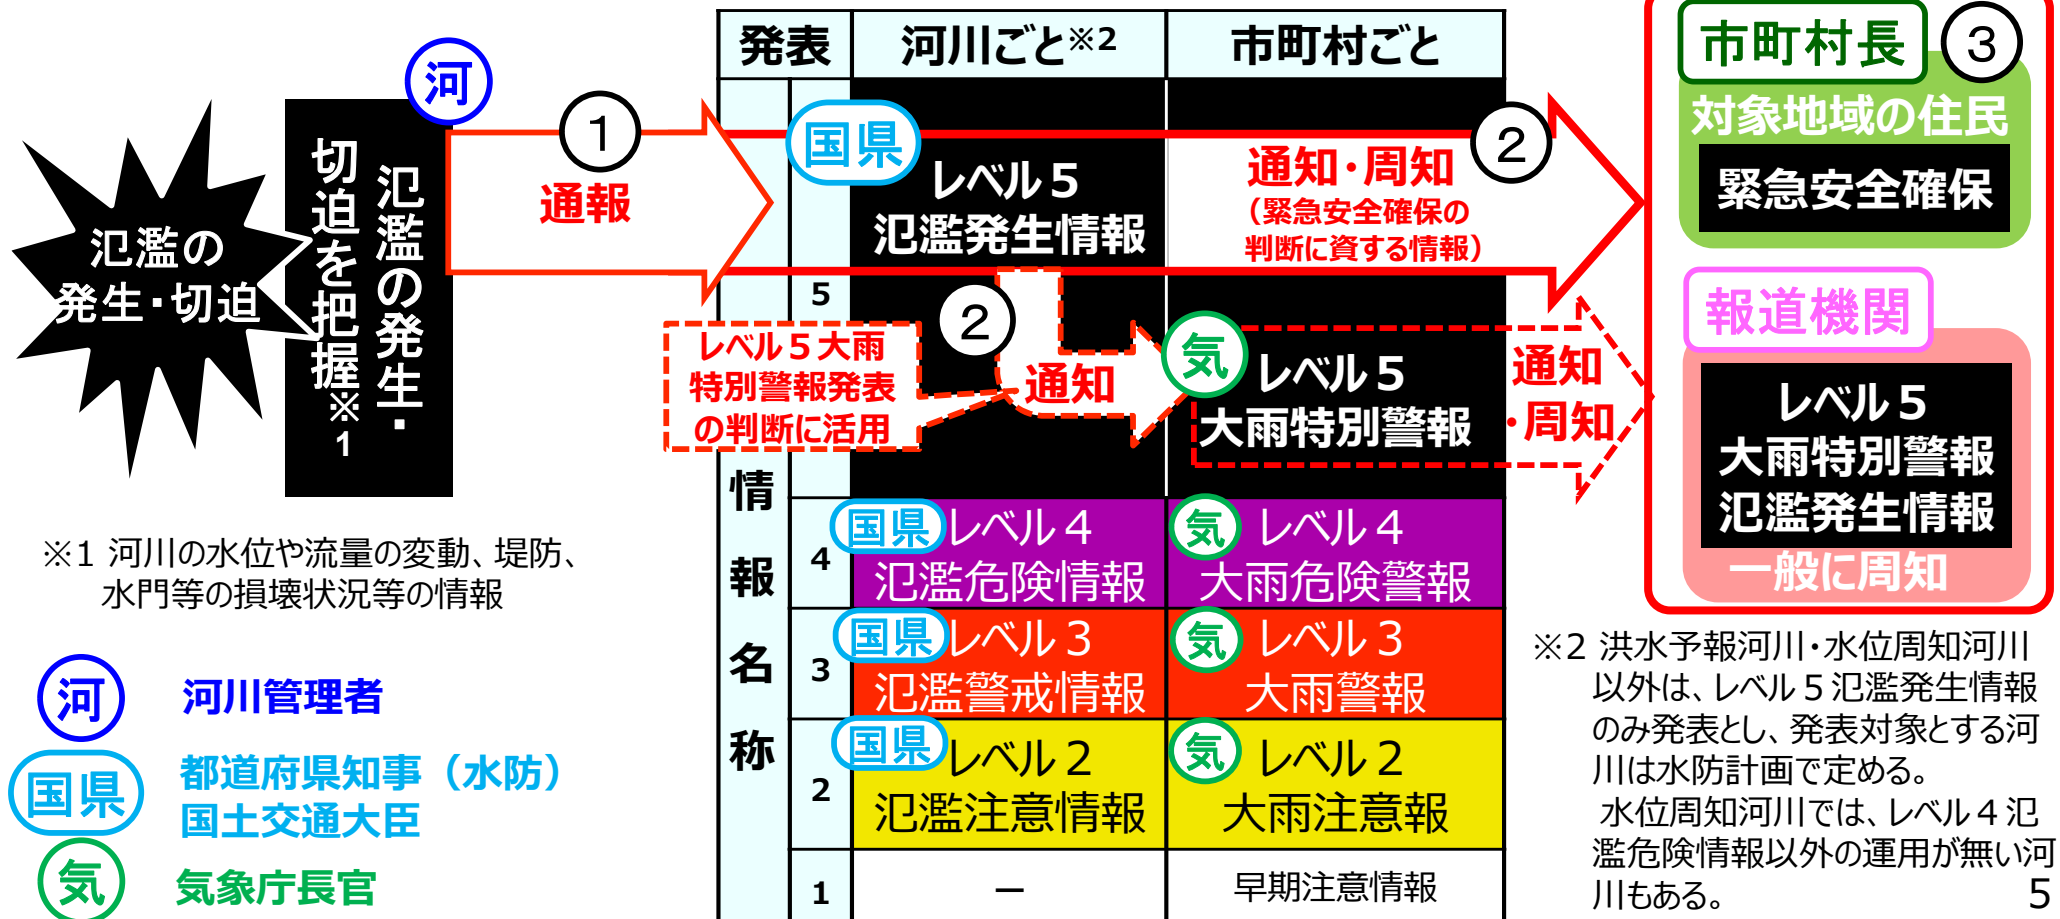 氾濫の
発生・切迫
氾濫の発生・
切迫を把握※1
河
①
通報
※1 河川の水位や流量の変動、堤防、
水門等の損壊状況等の情報
河 河川管理者
国県 都道府県知事（水防）
国土交通大臣
気 気象庁長官
発表 河川ごと※2 市町村ごと
情報名称
5
国県
レベル5
氾濫発生情報
通知・周知
（緊急安全確保の
判断に資する情報）
②
②
通知
レベル5大雨
特別警報発表
の判断に活用
気
レベル5
大雨特別警報
通知
・周知
4
国県 レベル4
氾濫危険情報
気 レベル4
大雨危険警報
3
国県 レベル3
氾濫警戒情報
気 レベル3
大雨警報
2
国県 レベル2
氾濫注意情報
気 レベル2
大雨注意報
1
－
早期注意情報
市町村長 ③
対象地域の住民
緊急安全確保
報道機関
レベル5
大雨特別警報
氾濫発生情報
一般に周知
※2 洪水予報河川・水位周知河川
以外は、レベル5氾濫発生情報
のみ発表とし、発表対象とする河
川は水防計画で定める。
水位周知河川では、レベル4氾
濫危険情報以外の運用が無い河
川もある。
5